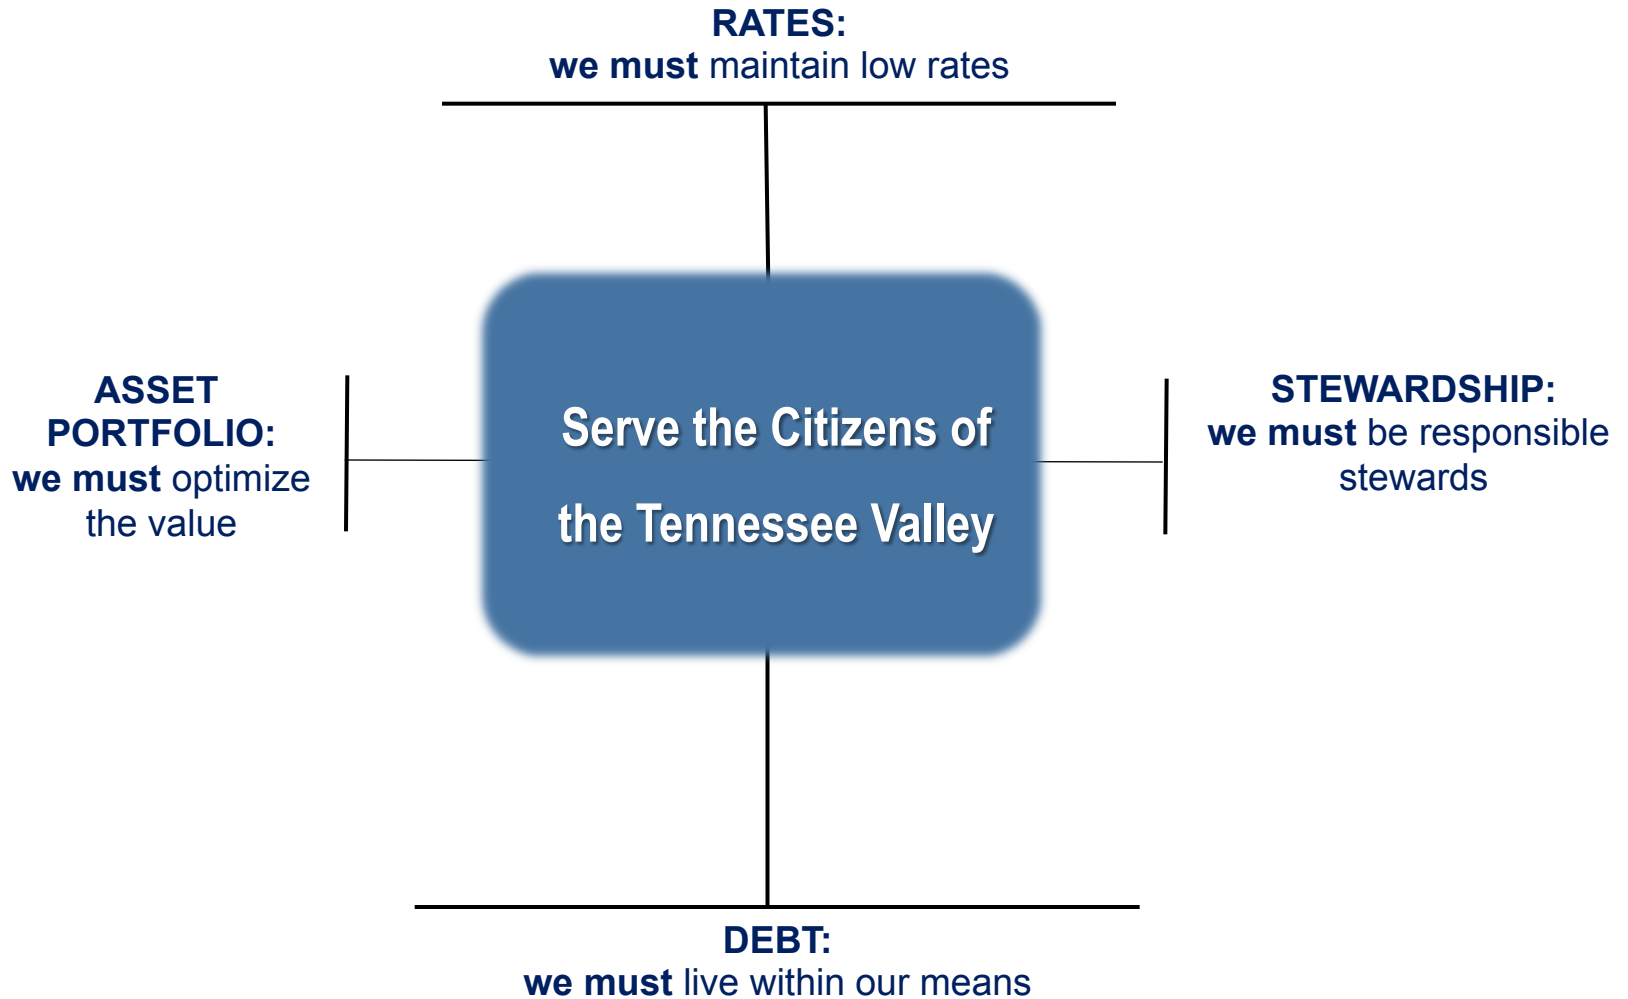 RATES:
we must maintain low rates
ASSET
PORTFOLIO:
we must optimize
the value
Serve the Citizens of
the Tennessee Valley
STEWARDSHIP:
we must be responsible
stewards
DEBT:
we must live within our means